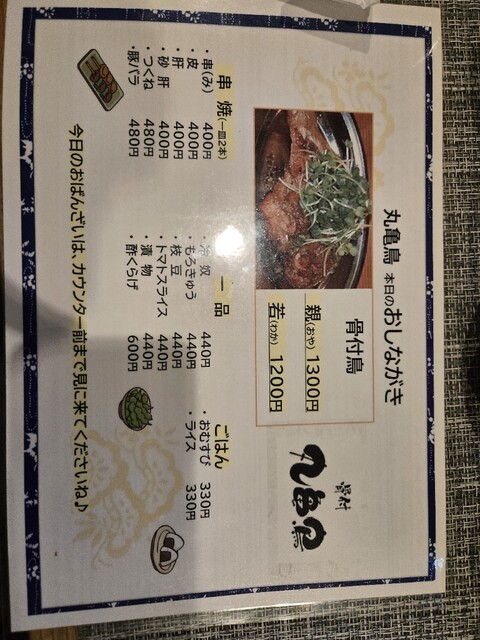 丸亀鳥 本日のおしながき
骨付鳥
親(おや) 1300円
若(わか) 1200円
骨付
丸亀鳥
串 焼(一皿2本)
・串(み) 400円
・皮 400円
・肝 400円
・砂 肝 400円
・つくね 480円
・豚バラ 480円
一 品
・冷 奴 440円
・もろきゅう 440円
・枝 豆 440円
・トマトスライス 440円
・漬 物 440円
・酢くらげ 600円
ごはん
・おむすび 330円
・ライス 330円
今日のおばんざいは、カウンター前まで見に来てくださいね♪